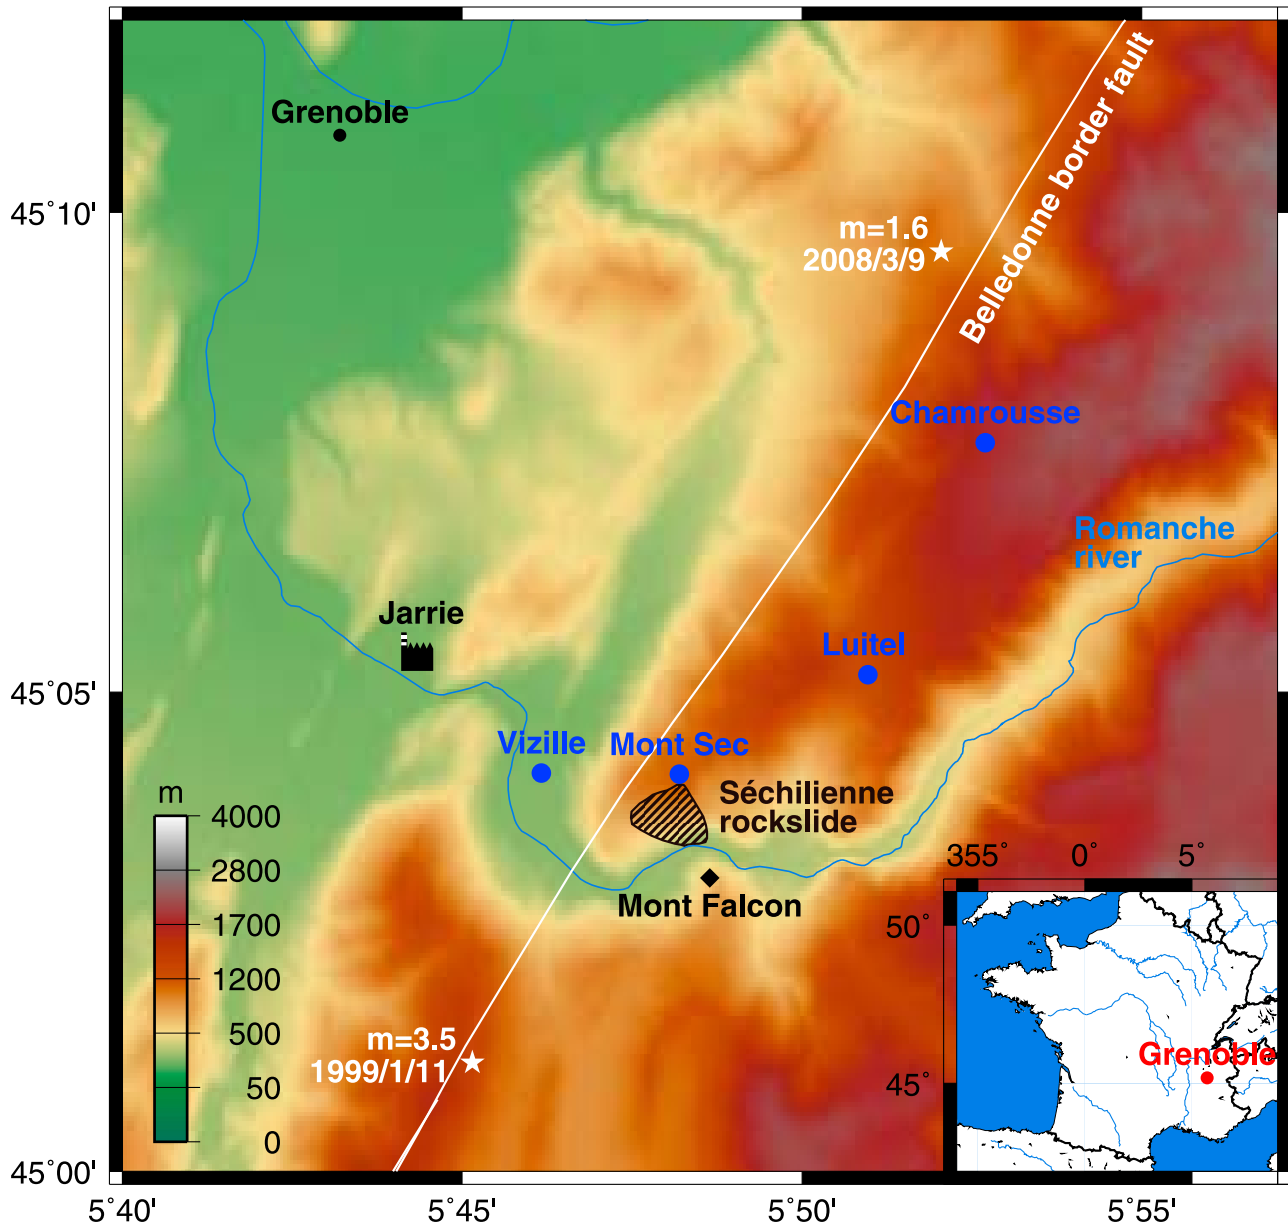 Grenoble
Belledonne border fault
45°10'
m=1.6
2008/3/9
Chamrousse
Romanche
river
Jarrie
Luitel
45°05'
Vizille
Mont Sec
Séchilienne
rockslide
m
4000
2800
1700
1200
500
50
0
Mont Falcon
355°
0°
5°
50°
45°
Grenoble
m=3.5
1999/1/11
45°00'
5°40'
5°45'
5°50'
5°55'